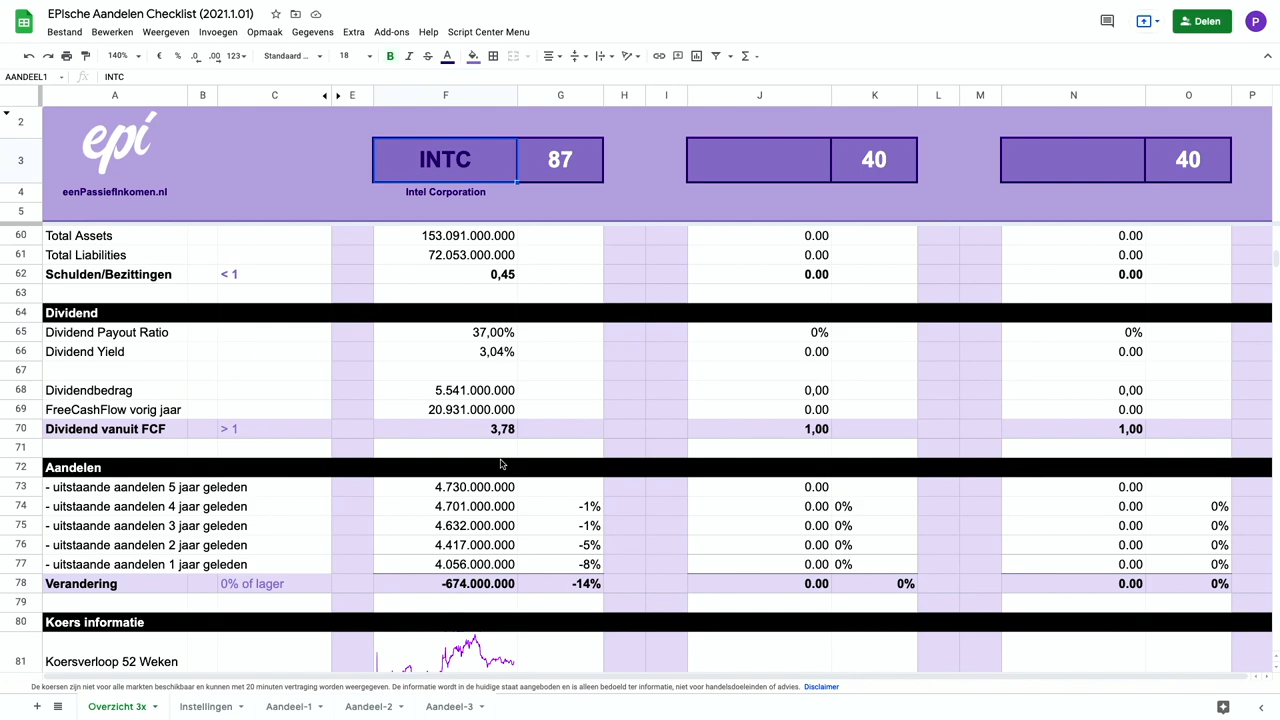 EPIsche Aandelen Checklist (2021.1.01)
Bestand Bewerken Weergeven Invoegen Opmaak Gegevens Extra Add-ons Help Script Center Menu
Delen
P
140% € % .0 .00 123 Standaard ... 18 B I S A
AANDEEL1 fx INTC
A B C E F G H I J K L M N O P
2 epi
3 INTC 87 40 40
4 eenPassiefInkomen.nl Intel Corporation
5
60 Total Assets 153.091.000.000 0.00 0.00
61 Total Liabilities 72.053.000.000 0.00 0.00
62 Schulden/Bezittingen < 1 0,45 0.00 0.00
63
64 Dividend
65 Dividend Payout Ratio 37,00% 0% 0%
66 Dividend Yield 3,04% 0.00 0.00
67
68 Dividendbedrag 5.541.000.000 0,00 0,00
69 FreeCashFlow vorig jaar 20.931.000.000 0.00 0.00
70 Dividend vanuit FCF > 1 3,78 1,00 1,00
71
72 Aandelen
73 - uitstaande aandelen 5 jaar geleden 4.730.000.000 0.00 0.00
74 - uitstaande aandelen 4 jaar geleden 4.701.000.000 -1% 0.00 0% 0.00 0%
75 - uitstaande aandelen 3 jaar geleden 4.632.000.000 -1% 0.00 0% 0.00 0%
76 - uitstaande aandelen 2 jaar geleden 4.417.000.000 -5% 0.00 0% 0.00 0%
77 - uitstaande aandelen 1 jaar geleden 4.056.000.000 -8% 0.00 0% 0.00 0%
78 Verandering 0% of lager -674.000.000 -14% 0.00 0% 0.00 0%
79
80 Koers informatie
81 Koersverloop 52 Weken
De koersen zijn niet voor alle markten beschikbaar en kunnen met 20 minuten vertraging worden weergegeven. De informatie wordt in de huidige staat aangeboden en is alleen bedoeld ter informatie, niet voor handelsdoeleinden of advies. Disclaimer
Overzicht 3x Instellingen Aandeel-1 Aandeel-2 Aandeel-3